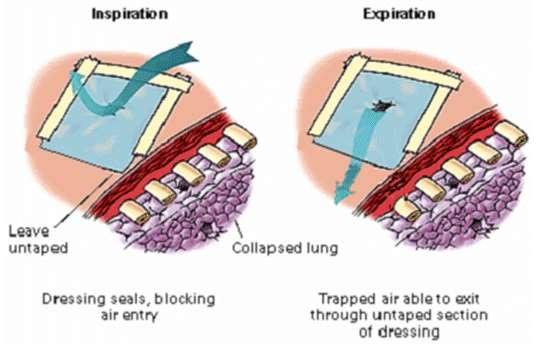 Inspiration
Expiration
Leave
untaped
Collapsed lung
Dressing seals, blocking
air entry
Trapped air able to exit
through untaped section
of dressing